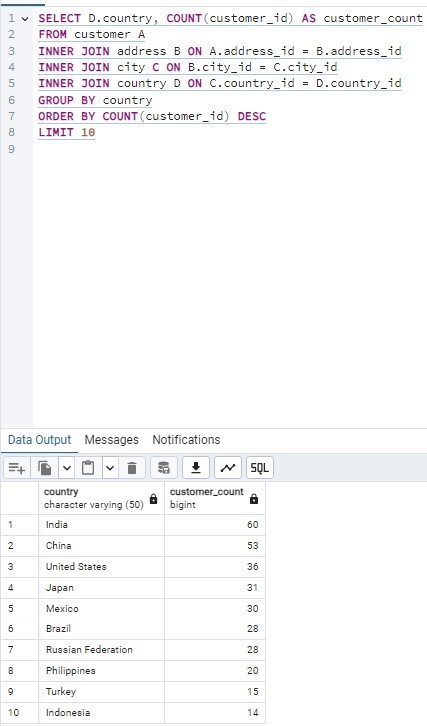 1 SELECT D.country, COUNT(customer_id) AS customer_count
2 FROM customer A
3 INNER JOIN address B ON A.address_id = B.address_id
4 INNER JOIN city C ON B.city_id = C.city_id
5 INNER JOIN country D ON C.country_id = D.country_id
6 GROUP BY country
7 ORDER BY COUNT(customer_id) DESC
8 LIMIT 10
9
Data Output Messages Notifications
SQL
country customer_count
character varying (50) bigint
1 India 60
2 China 53
3 United States 36
4 Japan 31
5 Mexico 30
6 Brazil 28
7 Russian Federation 28
8 Philippines 20
9 Turkey 15
10 Indonesia 14